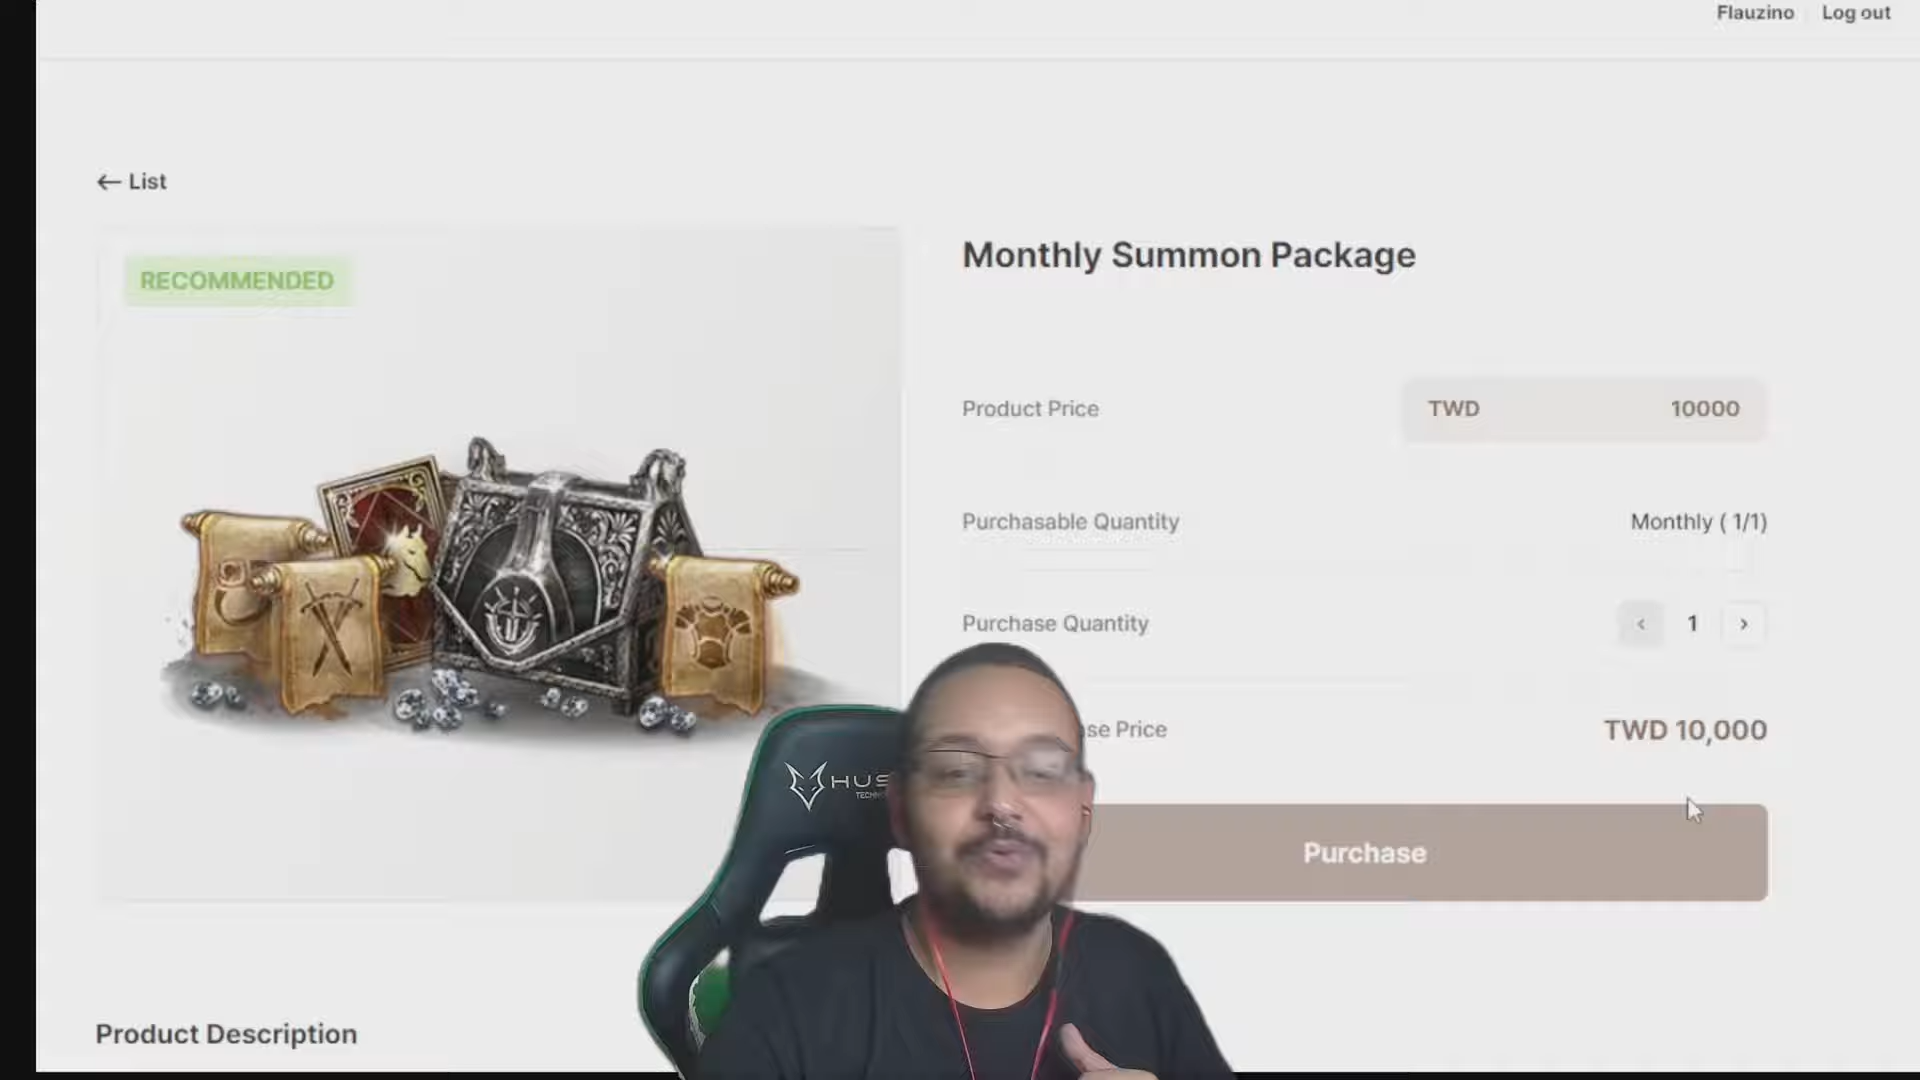 Flauzino Log out
← List
RECOMMENDED
Monthly Summon Package
Product Price TWD 10000
Purchasable Quantity Monthly ( 1/1)
Purchase Quantity < 1 >
Price TWD 10,000
Purchase
Product Description